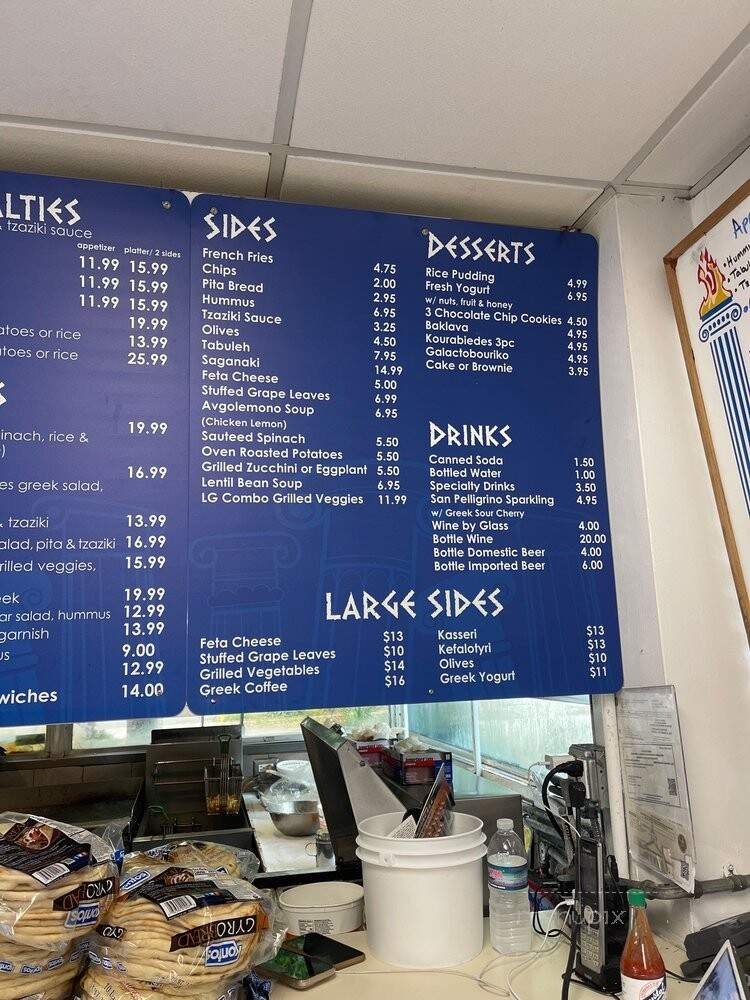 ALTIES
& tzaziki sauce
appetizer platter/ 2 sides
11.99 15.99
11.99 15.99
11.99 15.99
19.99
atoes or rice 13.99
atoes or rice 25.99
S
19.99
inach, rice &
16.99
es greek salad,
& tzaziki 13.99
alad, pita & tzaziki 16.99
rilled veggies, 15.99
eek 19.99
ar salad, hummus 12.99
garnish 13.99
us 9.00
12.99
wiches 14.00
SIDES
French Fries 4.75
Chips 2.00
Pita Bread 2.95
Hummus 6.95
Tzaziki Sauce 3.25
Olives 4.50
Tabuleh 7.95
Saganaki 14.99
Feta Cheese 5.00
Stuffed Grape Leaves 6.99
Avgolemono Soup 6.95
(Chicken Lemon)
Sauteed Spinach 5.50
Oven Roasted Potatoes 5.50
Grilled Zucchini or Eggplant 5.50
Lentil Bean Soup 6.95
LG Combo Grilled Veggies 11.99
DESSERTS
Rice Pudding 4.99
Fresh Yogurt 6.95
w/ nuts, fruit & honey
3 Chocolate Chip Cookies 4.50
Baklava 4.95
Kourabiedes 3pc 4.95
Galactobouriko 4.95
Cake or Brownie 3.95
DRINKS
Canned Soda 1.50
Bottled Water 1.00
Specialty Drinks 3.50
San Pelligrino Sparkling 4.95
w/ Greek Sour Cherry
Wine by Glass 4.00
Bottle Wine 20.00
Bottle Domestic Beer 4.00
Bottle Imported Beer 6.00
LARGE SIDES
Feta Cheese $13
Stuffed Grape Leaves $10
Grilled Vegetables $14
Greek Coffee $16
Kasseri $13
Kefalotyri $13
Olives $10
Greek Yogurt $11
GYRO BREAD
Kontos